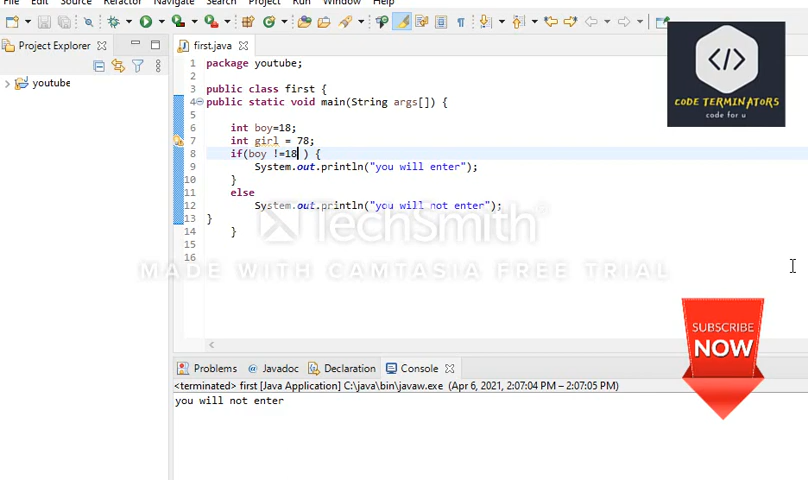 File Edit Source Refactor Navigate Search Project Run Window Help
Project Explorer
first.java
youtube
1 package youtube;
2
3 public class first {
4 public static void main(String args[]) {
5
6 int boy=18;
7 int girl = 78;
8 if(boy !=18 ) {
9 System.out.println("you will enter");
10 }
11 else
12 System.out.println("you will not enter");
13 }
14 }
15
16
</>
CODE TERMINATORS
code for u
TechSmith®
MADE WITH CAMTASIA FREE TRIAL
SUBSCRIBE
NOW
Problems @ Javadoc Declaration Console
<terminated> first [Java Application] C:\java\bin\javaw.exe (Apr 6, 2021, 2:07:04 PM – 2:07:05 PM)
you will not enter